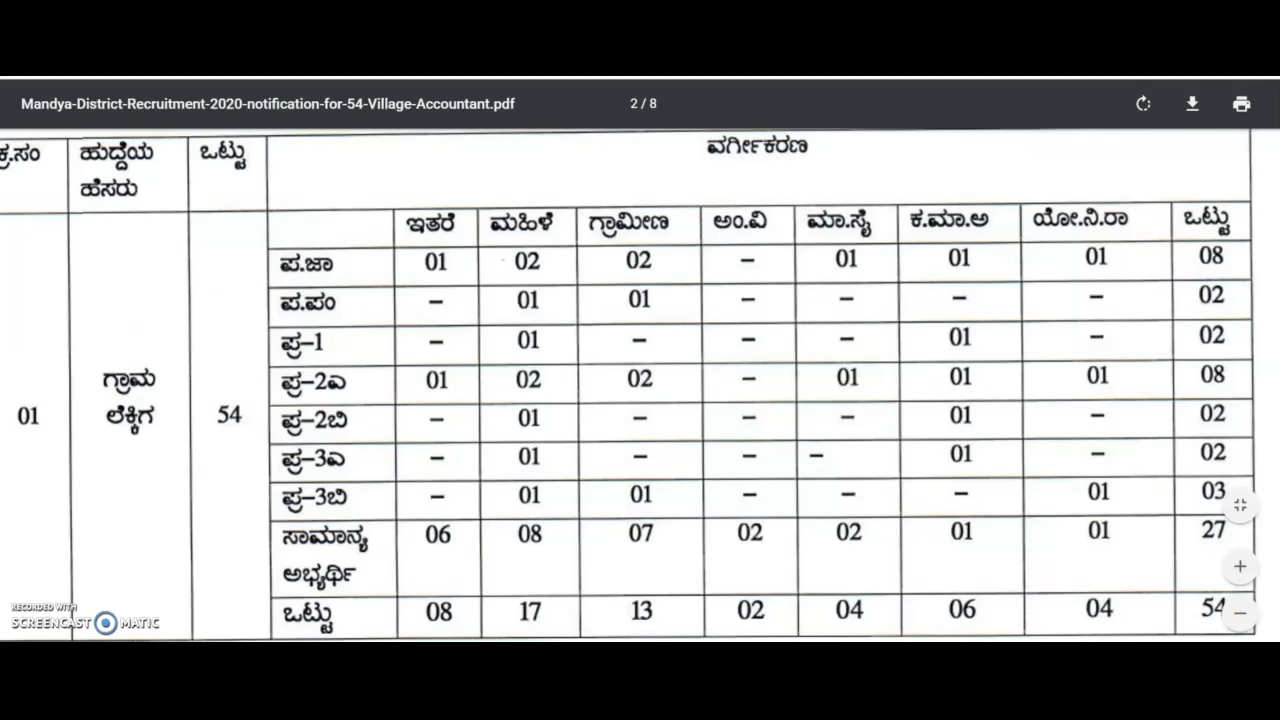 Mandya-District-Recruitment-2020-notification-for-54-Village-Accountant.pdf 2 / 8
ಕ್ರ.ಸಂ ಹುದ್ದೆಯ ಹೆಸರು ಒಟ್ಟು ವರ್ಗೀಕರಣ
ಇತರೆ ಮಹಿಳೆ ಗ್ರಾಮೀಣ ಅಂ.ವಿ ಮಾ.ಸೈ ಕ.ಮಾ.ಅ ಯೋ.ನಿ.ರಾ ಒಟ್ಟು
01 ಗ್ರಾಮ ಲೆಕ್ಕಿಗ 54
ಪ.ಜಾ 01 02 02 – 01 01 01 08
ಪ.ಪಂ – 01 01 – – – – 02
ಪ್ರ–1 – 01 – – – 01 – 02
ಪ್ರ–2ಎ 01 02 02 – 01 01 01 08
ಪ್ರ–2ಬಿ – 01 – – – 01 – 02
ಪ್ರ–3ಎ – 01 – – – 01 – 02
ಪ್ರ–3ಬಿ – 01 01 – – – 01 03
ಸಾಮಾನ್ಯ ಅಭ್ಯರ್ಥಿ 06 08 07 02 02 01 01 27
ಒಟ್ಟು 08 17 13 02 04 06 04 54
RECORDED WITH
SCREENCAST MATIC